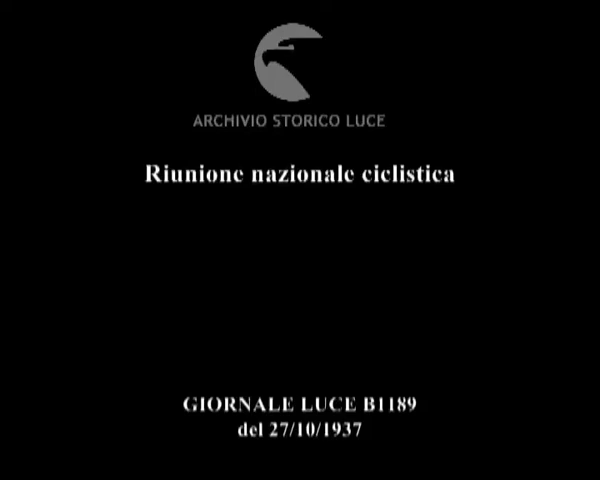 ARCHIVIO STORICO LUCE
Riunione nazionale ciclistica
GIORNALE LUCE B1189
del 27/10/1937